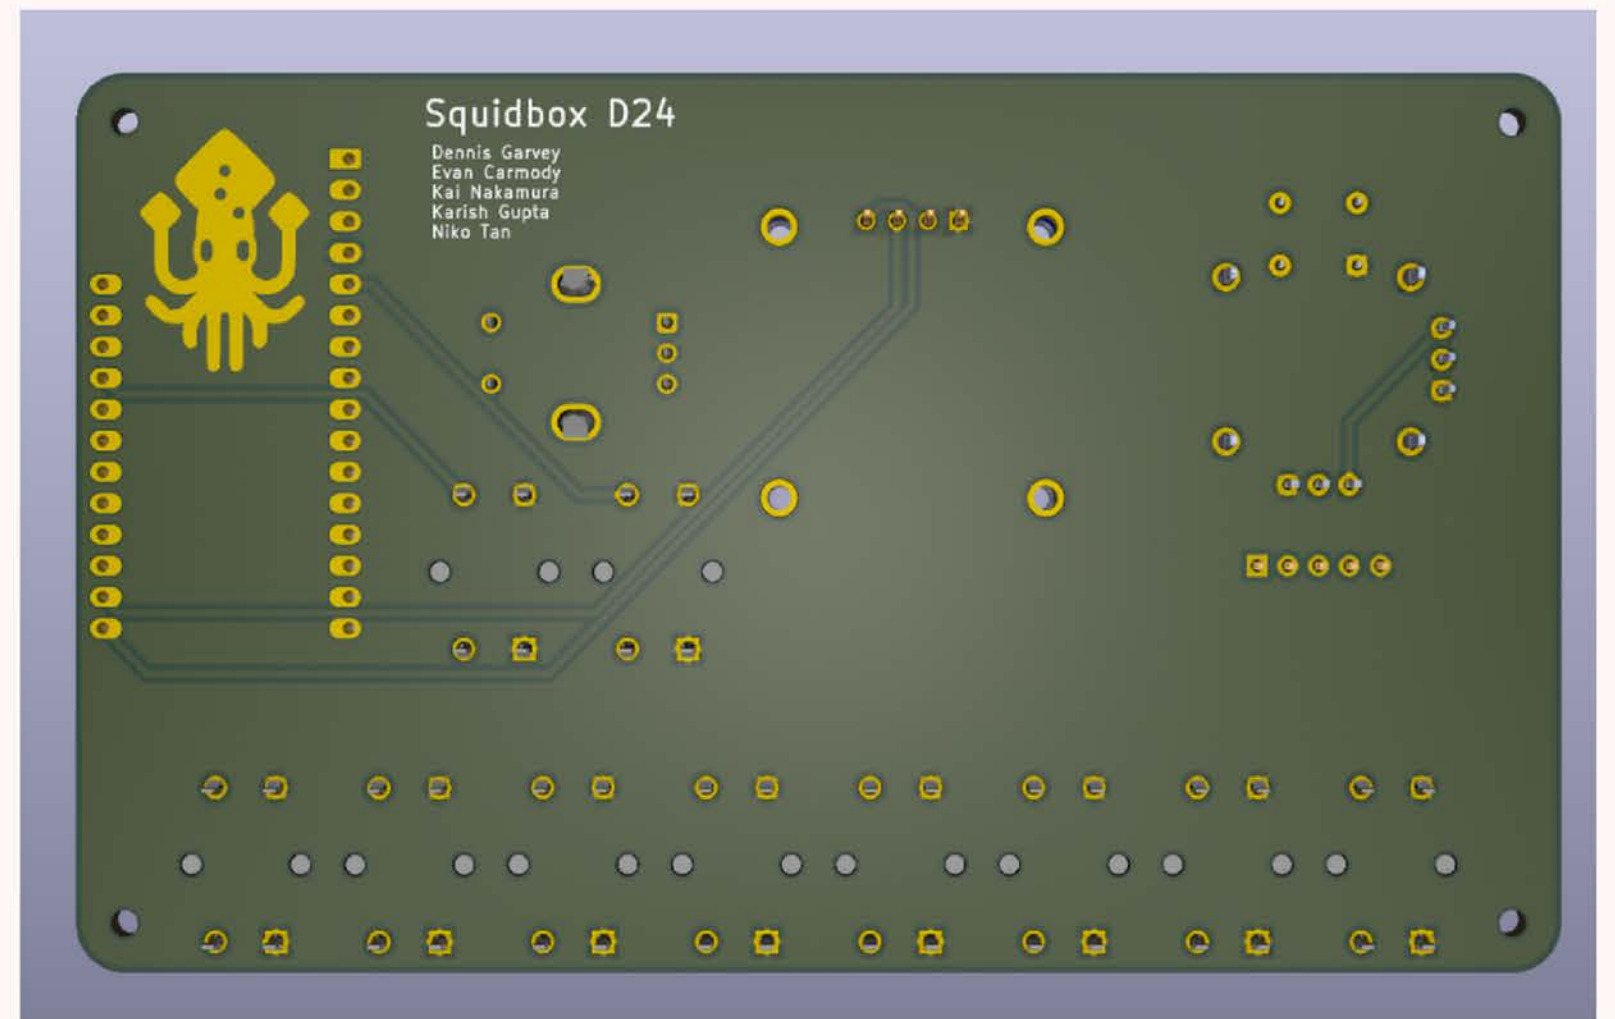 Squidbox D24
Dennis Garvey
Evan Carmody
Kai Nakamura
Karish Gupta
Niko Tan